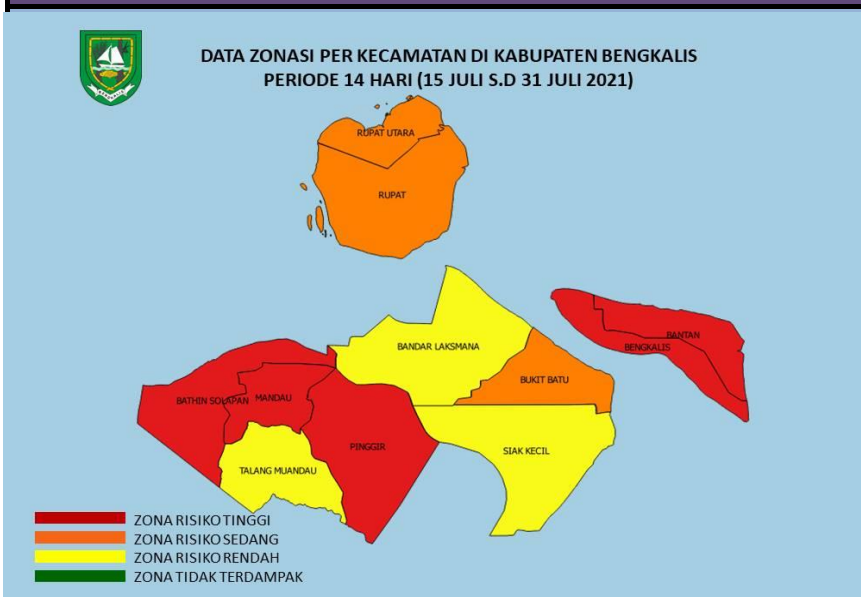 DATA ZONASI PER KECAMATAN DI KABUPATEN BENGKALIS
PERIODE 14 HARI (15 JULI S.D 31 JULI 2021)
BENGKALIS
RUPAT UTARA
RUPAT
BANDAR LAKSMANA
BANTAN
BENGKALIS
BUKIT BATU
BATHIN SOLAPAN
MANDAU
PINGGIR
SIAK KECIL
TALANG MUANDAU
ZONA RISIKO TINGGI
ZONA RISIKO SEDANG
ZONA RISIKO RENDAH
ZONA TIDAK TERDAMPAK